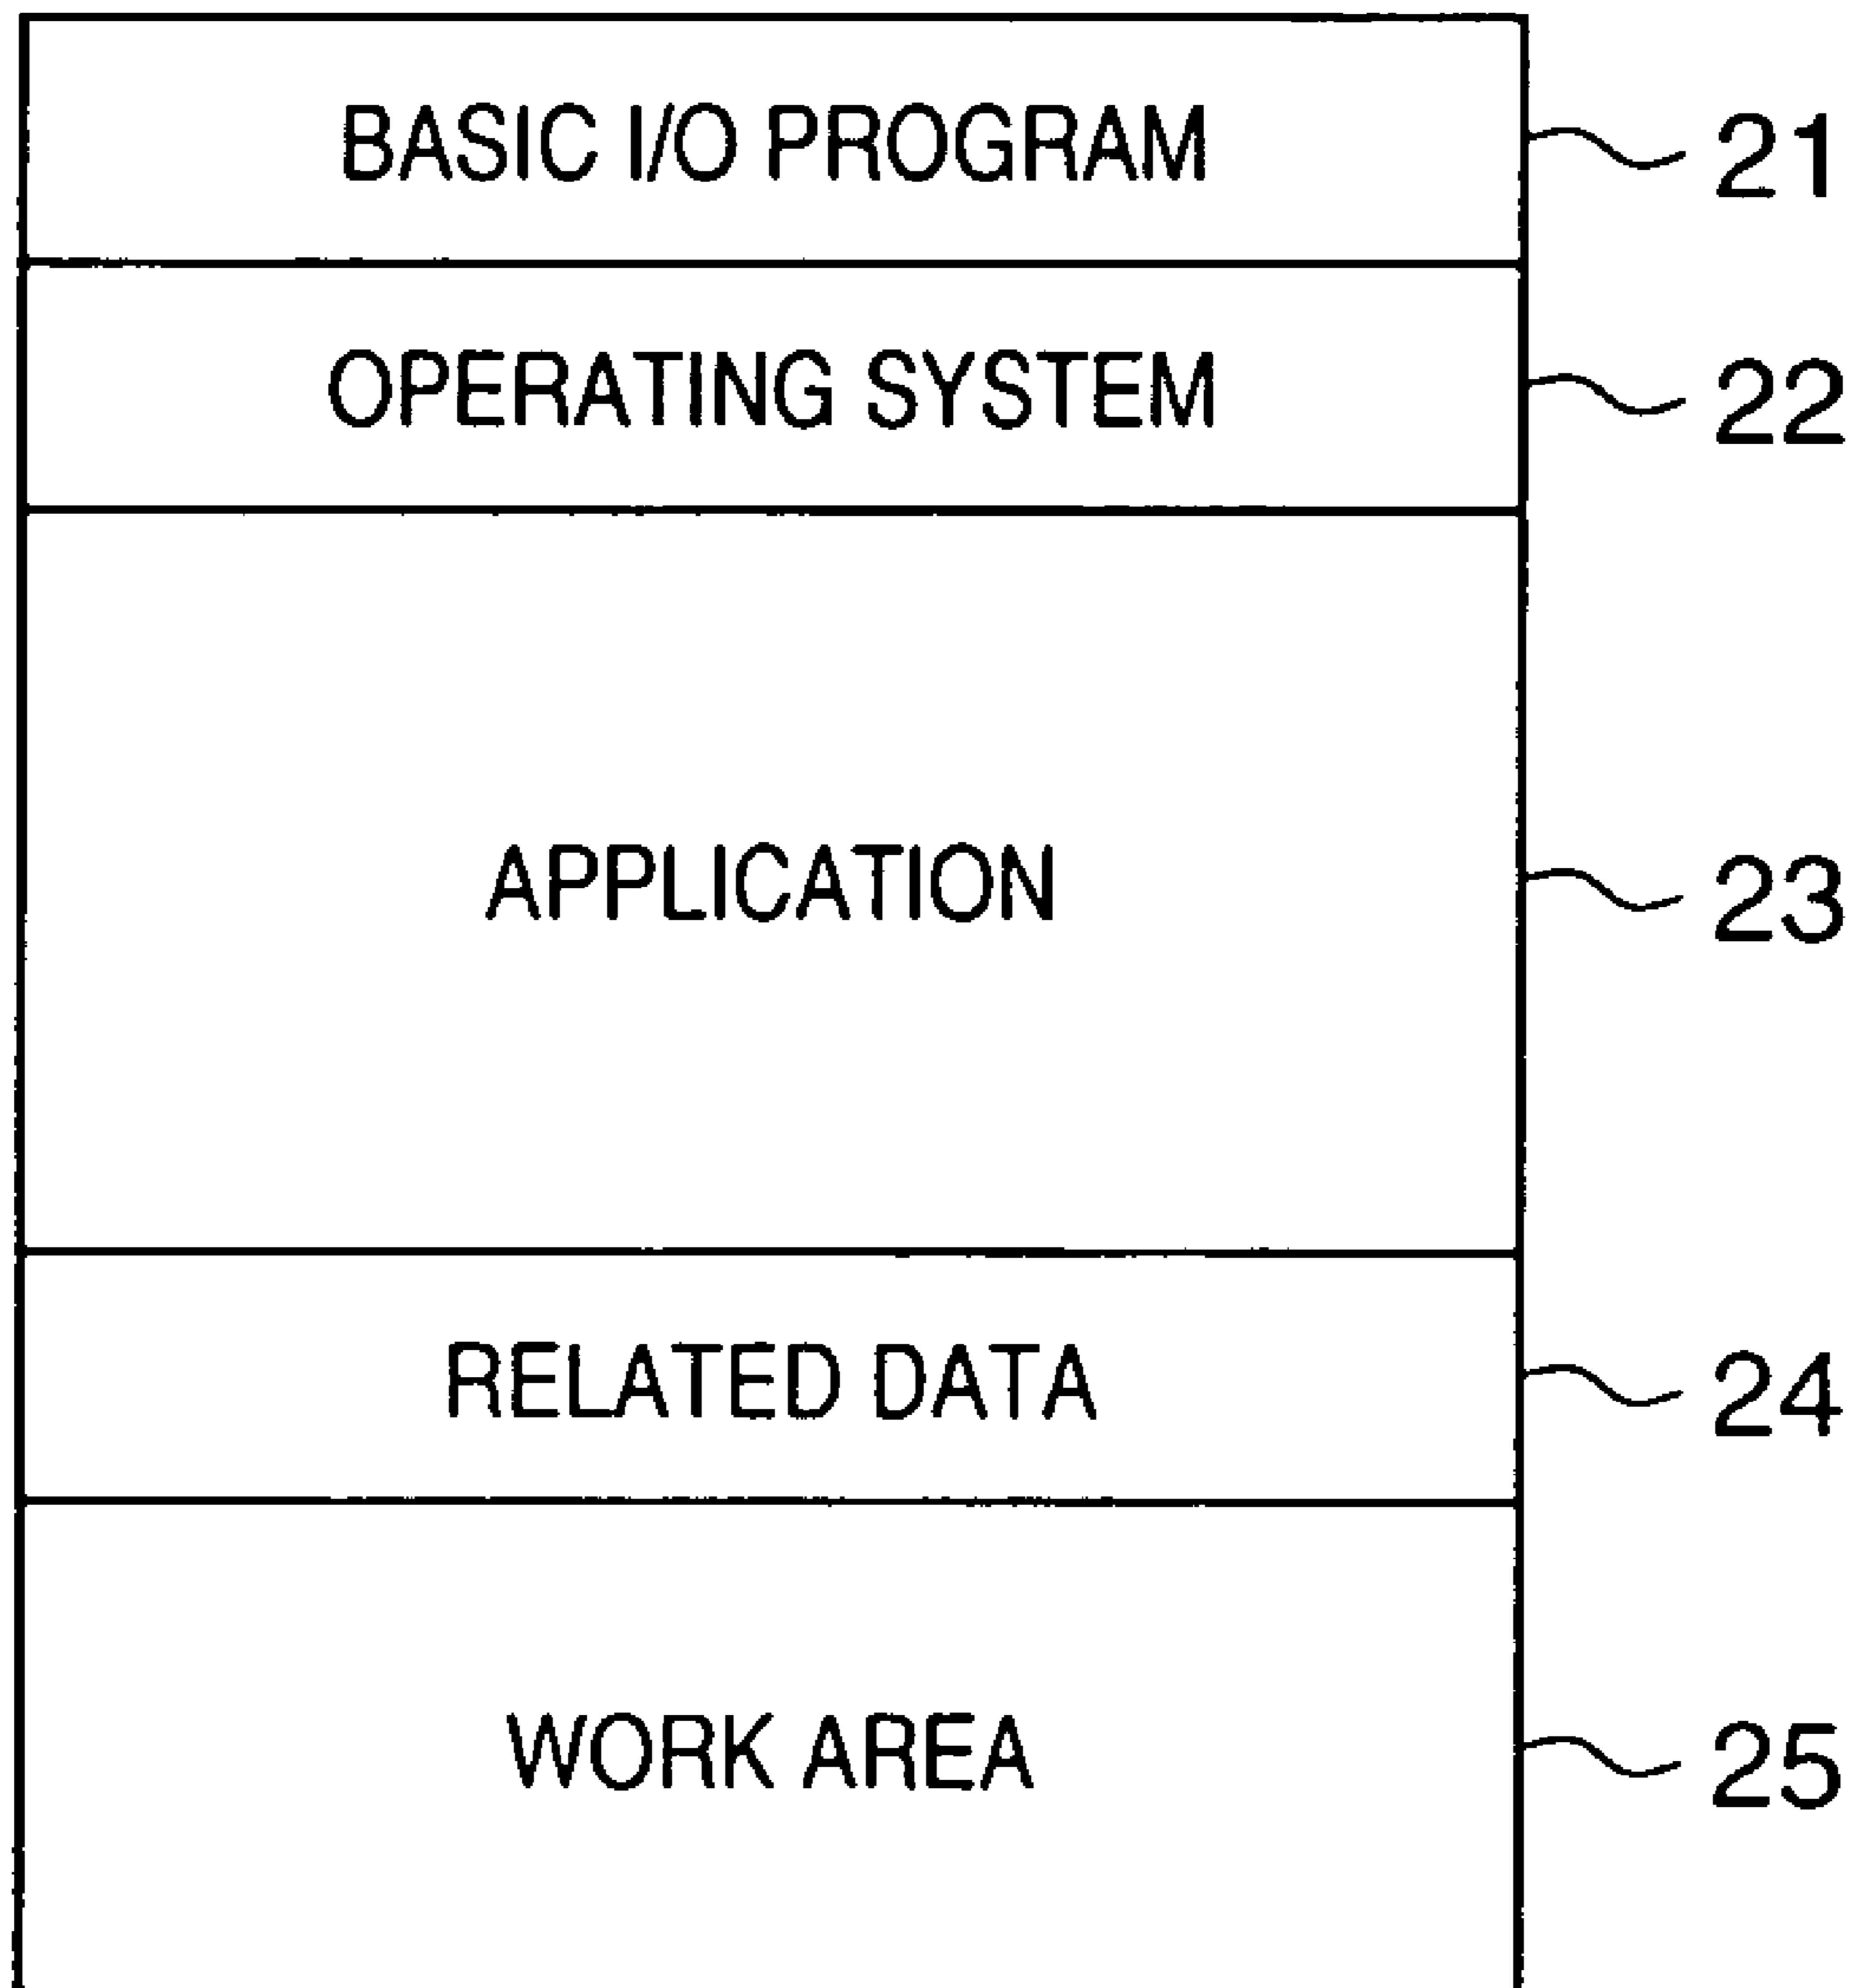 BASIC I/O PROGRAM 21
OPERATING SYSTEM 22
APPLICATION 23
RELATED DATA 24
WORK AREA 25